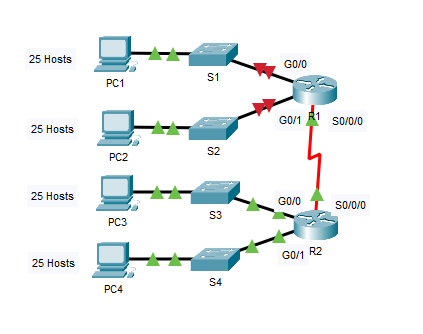 25 Hosts
PC1
S1
G0/0
R1
25 Hosts
PC2
S2
G0/1
S0/0/0
25 Hosts
PC3
S3
G0/0
S0/0/0
R2
25 Hosts
PC4
S4
G0/1